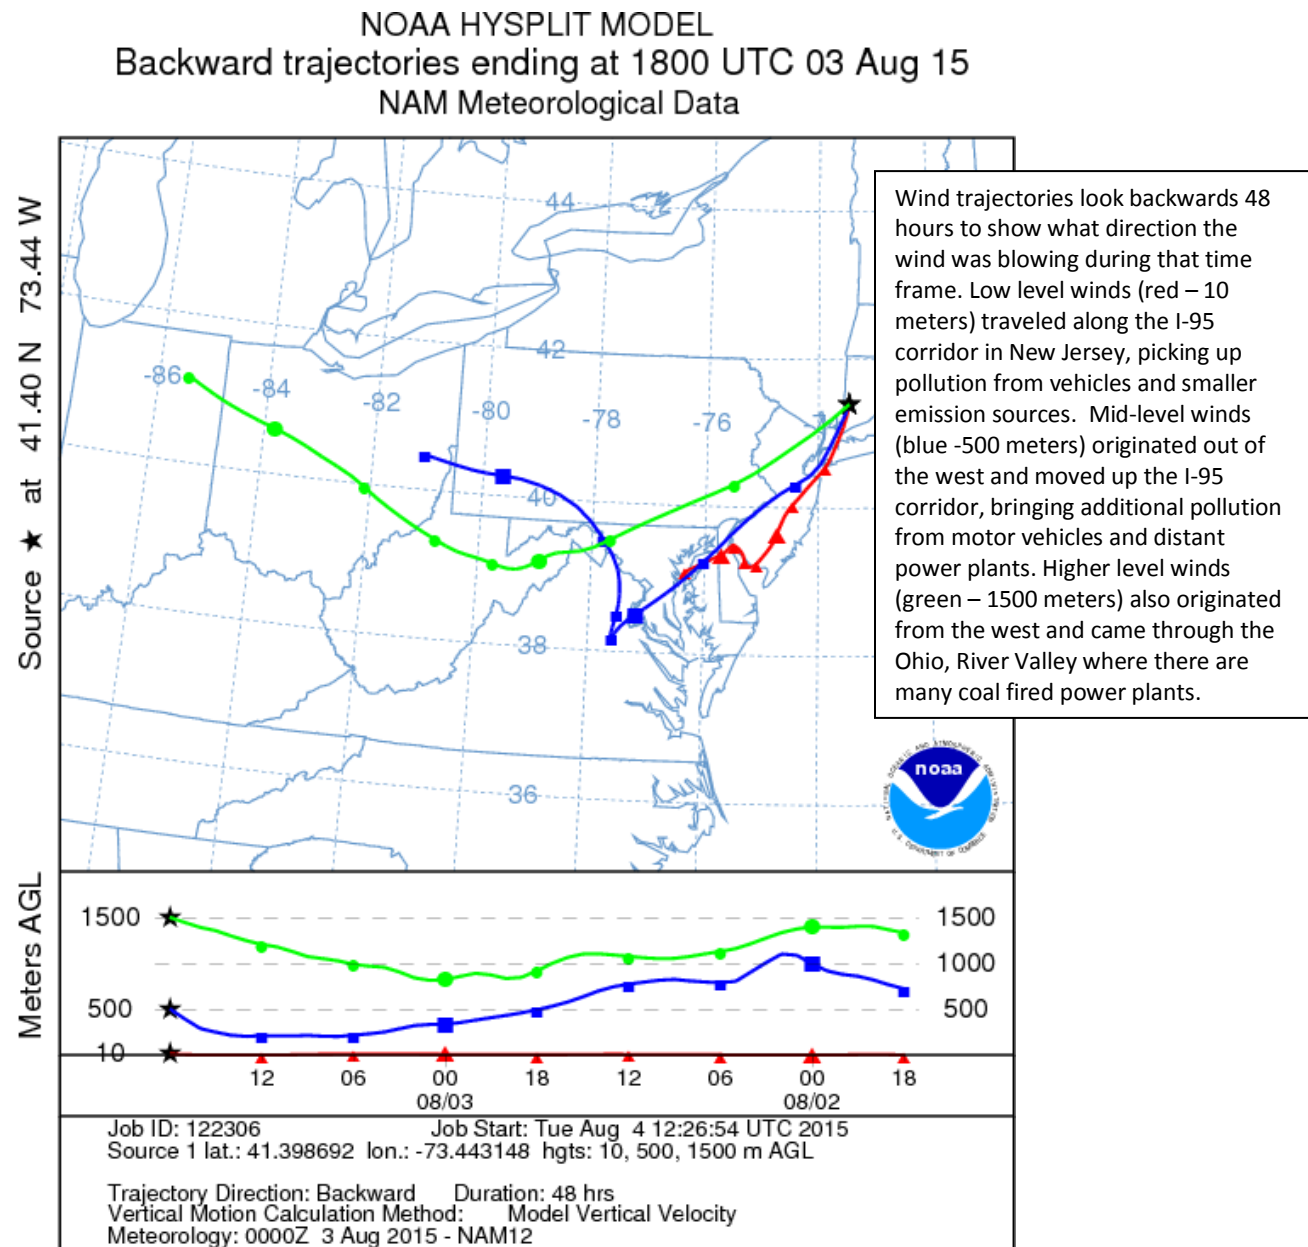 NOAA HYSPLIT MODEL
Backward trajectories ending at 1800 UTC 03 Aug 15
NAM Meteorological Data
Source ★ at 41.40 N 73.44 W
44
42
-86
-84
-82
-80
-78
-76
40
38
36
Wind trajectories look backwards 48
hours to show what direction the
wind was blowing during that time
frame. Low level winds (red – 10
meters) traveled along the I-95
corridor in New Jersey, picking up
pollution from vehicles and smaller
emission sources.  Mid-level winds
(blue -500 meters) originated out of
the west and moved up the I-95
corridor, bringing additional pollution
from motor vehicles and distant
power plants. Higher level winds
(green – 1500 meters) also originated
from the west and came through the
Ohio, River Valley where there are
many coal fired power plants.
noaa
NATIONAL OCEANIC AND ATMOSPHERIC ADMINISTRATION
U.S. DEPARTMENT OF COMMERCE
Meters AGL
1500 1500
1000
500 500
10
12 06 00 18 12 06 00 18
08/03 08/02
Job ID: 122306 Job Start: Tue Aug 4 12:26:54 UTC 2015
Source 1 lat.: 41.398692 lon.: -73.443148 hgts: 10, 500, 1500 m AGL
Trajectory Direction: Backward Duration: 48 hrs
Vertical Motion Calculation Method: Model Vertical Velocity
Meteorology: 0000Z 3 Aug 2015 - NAM12